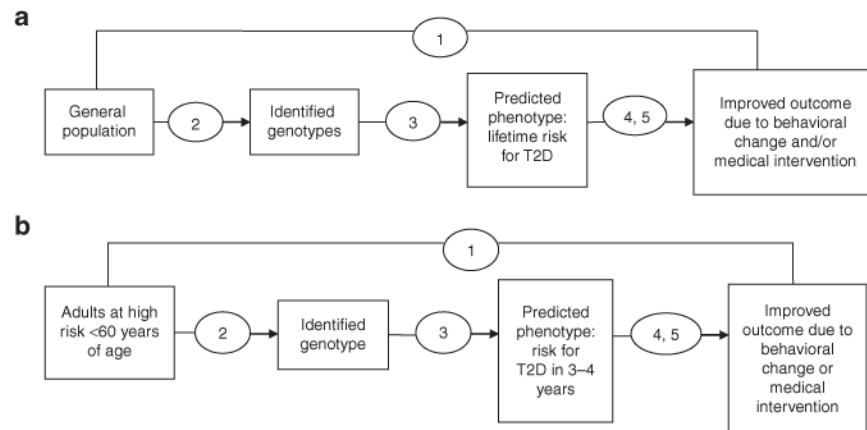 a
1
General
population
2
Identified
genotypes
3
Predicted
phenotype:
lifetime risk
for T2D
4, 5
Improved outcome
due to behavioral
change and/or
medical intervention
b
1
Adults at high
risk <60 years
of age
2
Identified
genotype
3
Predicted
phenotype:
risk for
T2D in 3–4
years
4, 5
Improved
outcome due to
behavioral
change or
medical
intervention